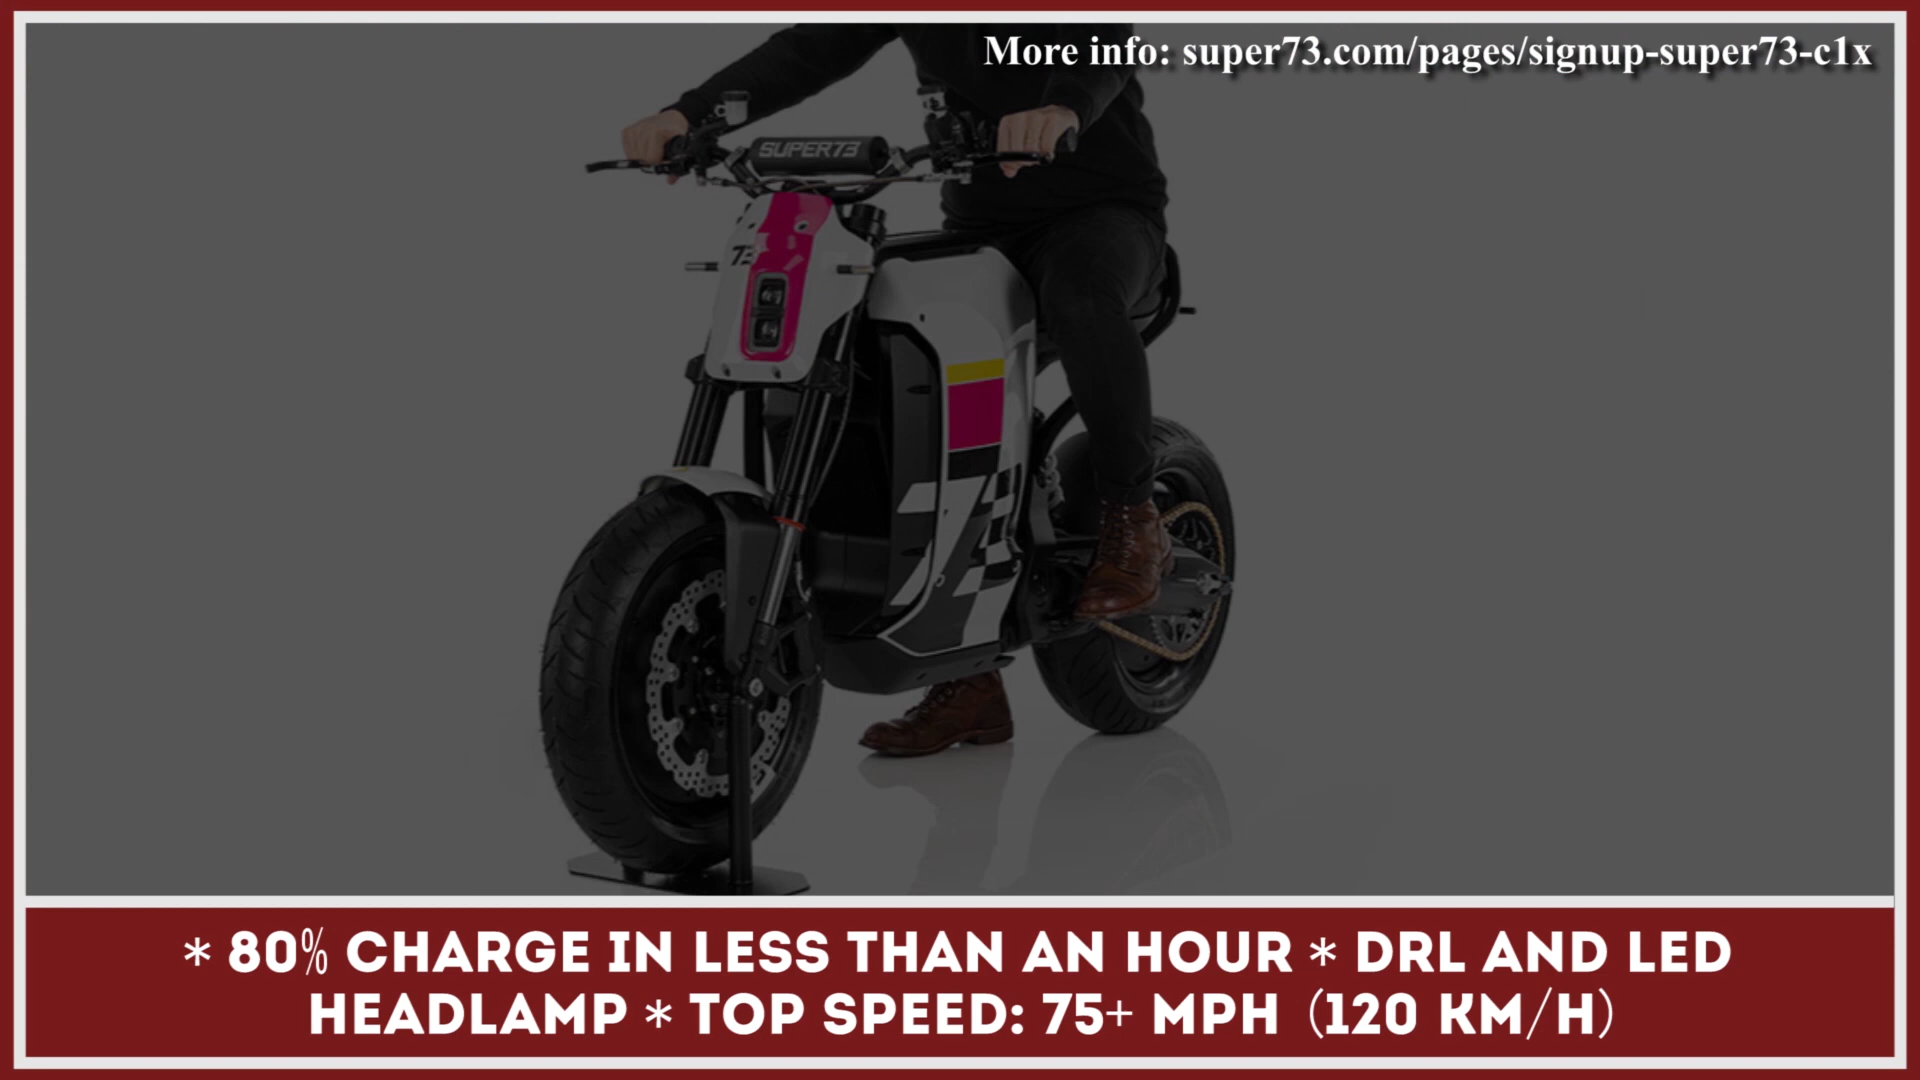 More info: super73.com/pages/signup-super73-c1x
SUPER73
73
* 80% CHARGE IN LESS THAN AN HOUR * DRL AND LED
HEADLAMP * TOP SPEED: 75+ MPH (120 KM/H)